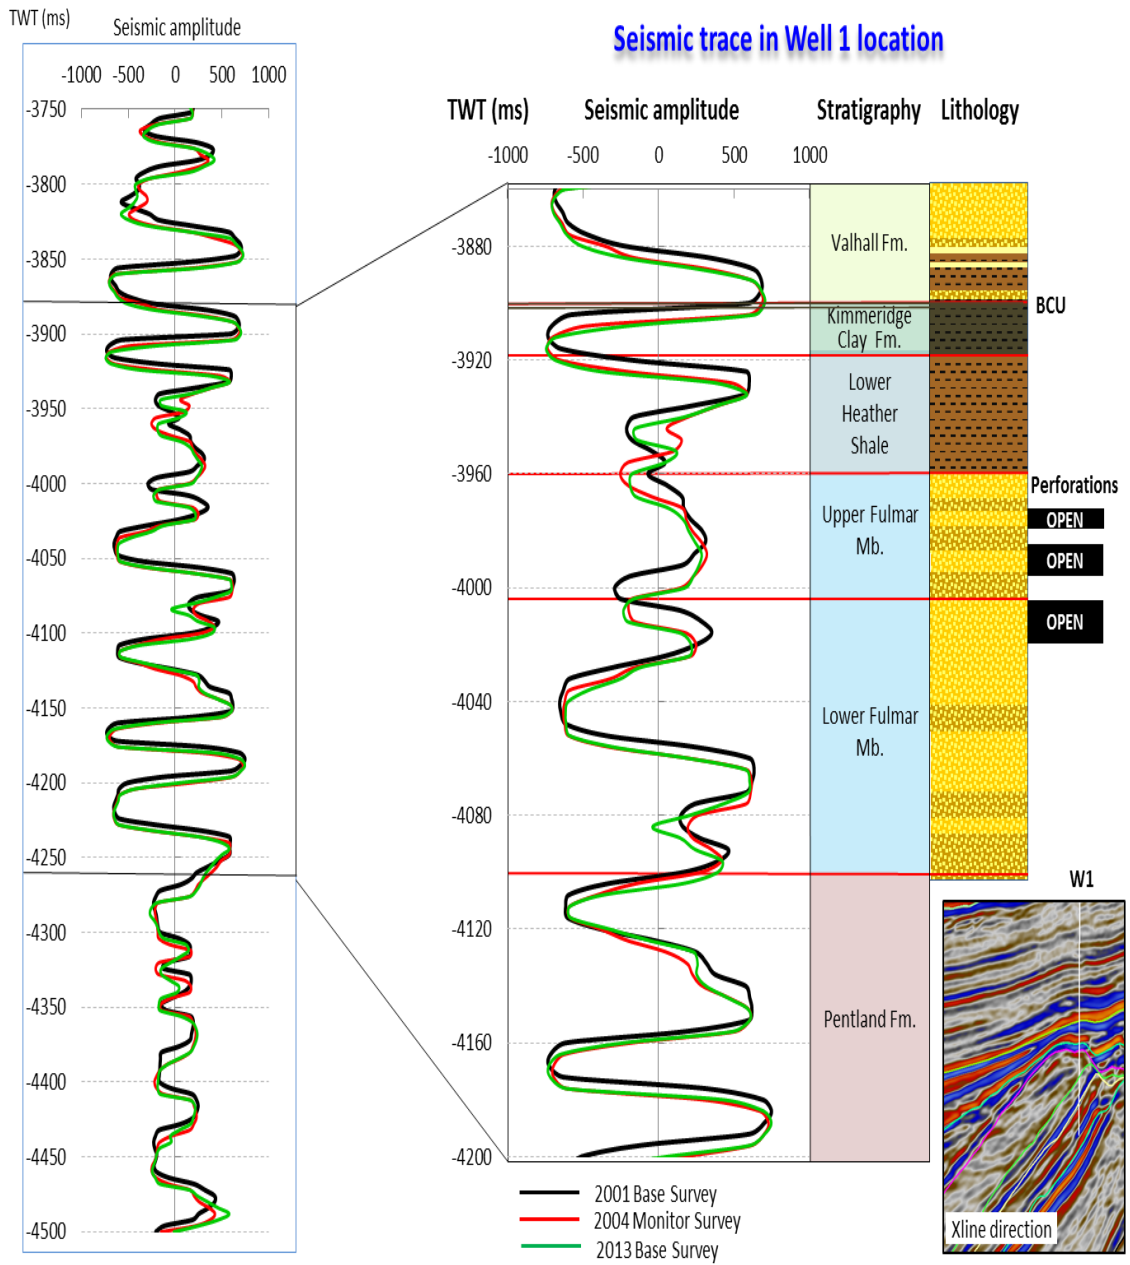 TWT (ms)
Seismic amplitude
-1000 -500 0 500 1000
-3750
-3800
-3850
-3900
-3950
-4000
-4050
-4100
-4150
-4200
-4250
-4300
-4350
-4400
-4450
-4500
Seismic trace in Well 1 location
TWT (ms) Seismic amplitude Stratigraphy Lithology
-1000 -500 0 500 1000
-3880
-3920
-3960
-4000
-4040
-4080
-4120
-4160
-4200
Valhall Fm.
Kimmeridge
Clay Fm.
Lower
Heather
Shale
Upper Fulmar
Mb.
Lower Fulmar
Mb.
Pentland Fm.
BCU
Perforations
OPEN
OPEN
OPEN
W1
Xline direction
2001 Base Survey
2004 Monitor Survey
2013 Base Survey